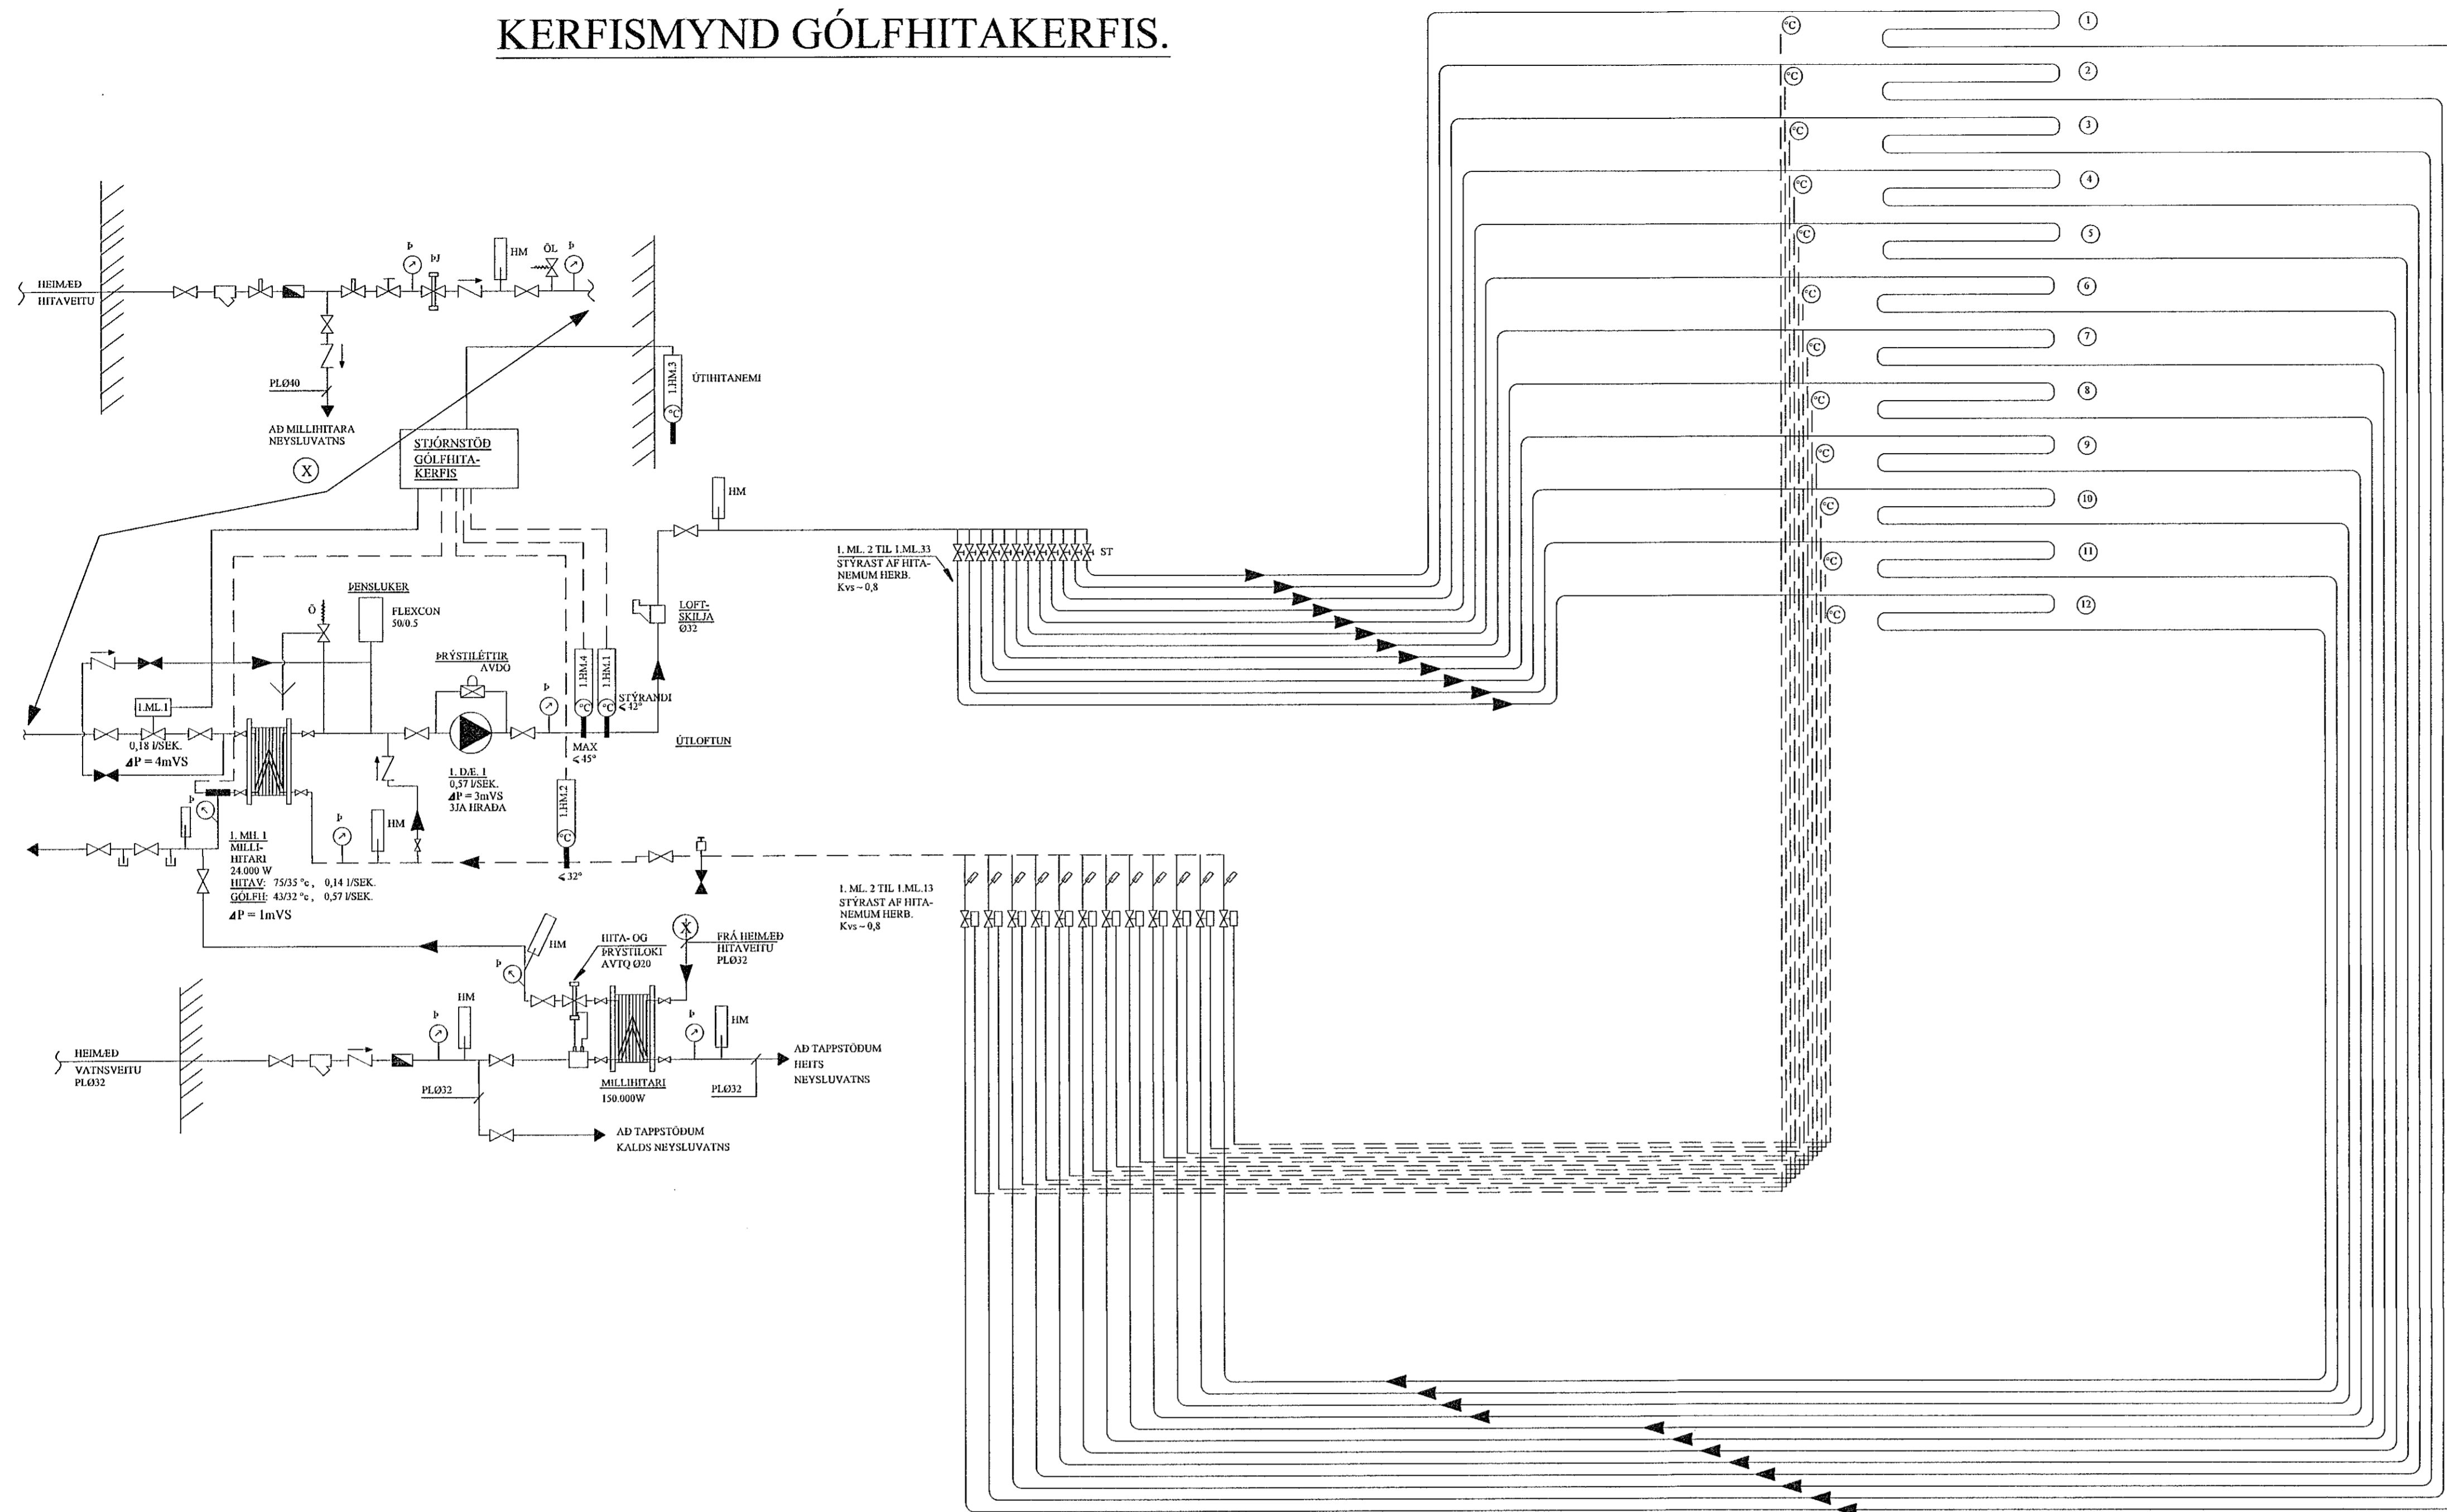 KERFISMYND GÓLFHITAKERFIS.
HEIMÆÐ
HITAVEITU
Þ
ÞJ
HM
ÖL
Þ
PLØ40
AÐ MILLIHITARA
NEYSLUVATNS
X
STJÓRNSTÖÐ
GÓLFHITA-
KERFIS
1.HM.3
°C
ÚTIHITANEMI
HM
ÞENSLUKER
FLEXCON
50/0.5
Ö
ÞRÝSTILÉTTIR
AVDO
Þ
1.HM.4
°C
1.HM.1
°C
STÝRANDI
⩽42°
MAX
⩽45°
LOFT-
SKILJA
Ø32
ÚTLOFTUN
1.ML.1
0,18 l/SEK.
⊿P = 4mVS
1. DÆ. 1
0,57 l/SEK.
⊿P = 3mVS
3JA HRAÐA
1.HM.2
°C
⩽32°
Þ
Þ
HM
1. MH. 1
MILLI-
HITARI
24.000 W
HITAV: 75/35 °c, 0,14 l/SEK.
GÓLFH: 43/32 °c, 0,57 l/SEK.
⊿P = 1mVS
1. ML. 2 TIL 1.ML.33
STÝRAST AF HITA-
NEMUM HERB.
Kvs ~ 0,8
ST
1. ML. 2 TIL 1.ML.13
STÝRAST AF HITA-
NEMUM HERB.
Kvs ~ 0,8
HM
Þ
HITA- OG
ÞRÝSTILOKI
AVTQ Ø20
X
FRÁ HEIMÆÐ
HITAVEITU
PLØ32
HEIMÆÐ
VATNSVEITU
PLØ32
Þ
HM
PLØ32
MILLIHITARI
150.000W
Þ
HM
PLØ32
AÐ TAPPSTÖÐUM
HEITS
NEYSLUVATNS
AÐ TAPPSTÖÐUM
KALDS NEYSLUVATNS
°C
1
°C
2
°C
3
°C
4
°C
5
°C
6
°C
7
°C
8
°C
9
°C
10
°C
11
°C
12